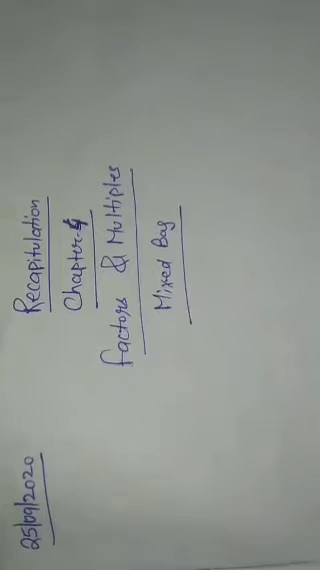 25/09/2020
Recapitulation
Chapter-4
Factors & Multiples
Mixed Bag